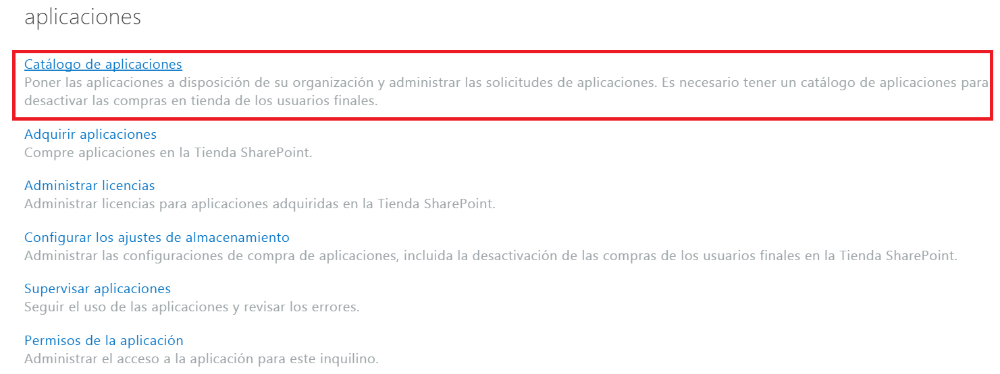 aplicaciones
Catálogo de aplicaciones
Poner las aplicaciones a disposición de su organización y administrar las solicitudes de aplicaciones. Es necesario tener un catálogo de aplicaciones para
desactivar las compras en tienda de los usuarios finales.
Adquirir aplicaciones
Compre aplicaciones en la Tienda SharePoint.
Administrar licencias
Administrar licencias para aplicaciones adquiridas en la Tienda SharePoint.
Configurar los ajustes de almacenamiento
Administrar las configuraciones de compra de aplicaciones, incluida la desactivación de las compras de los usuarios finales en la Tienda SharePoint.
Supervisar aplicaciones
Seguir el uso de las aplicaciones y revisar los errores.
Permisos de la aplicación
Administrar el acceso a la aplicación para este inquilino.